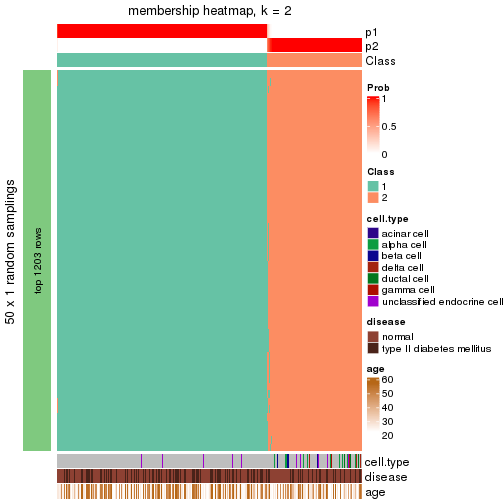 membership heatmap, k = 2
p1
p2
Class
50 x 1 random samplings
top 1203 rows
Prob
1
0.5
0
Class
1
2
cell.type
acinar cell
alpha cell
beta cell
delta cell
ductal cell
gamma cell
unclassified endocrine cell
disease
normal
type II diabetes mellitus
age
60
50
40
30
20
cell.type
disease
age